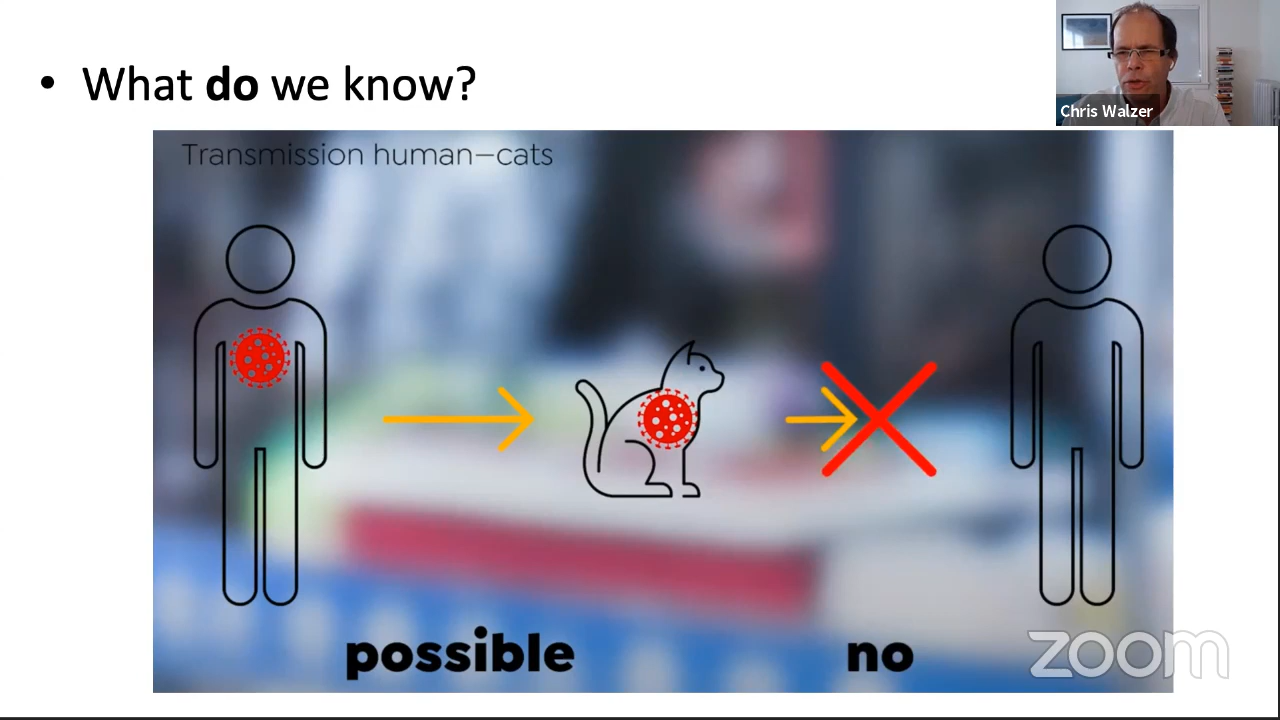 • What do we know?
Chris Walzer
Transmission human–cats
possible
no
zoom